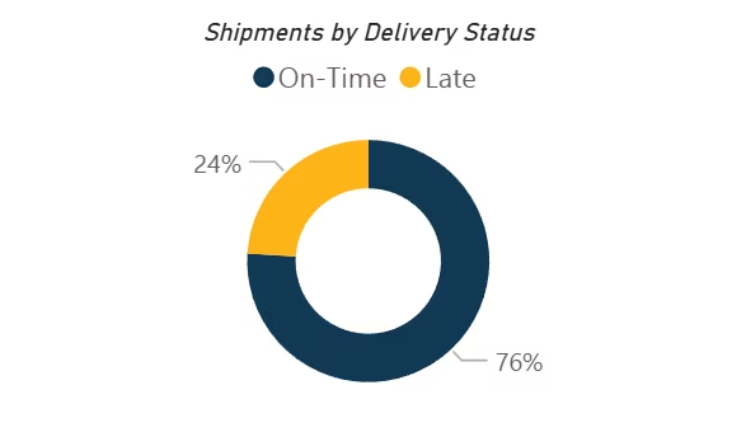 Shipments by Delivery Status
On-Time Late
24%
76%